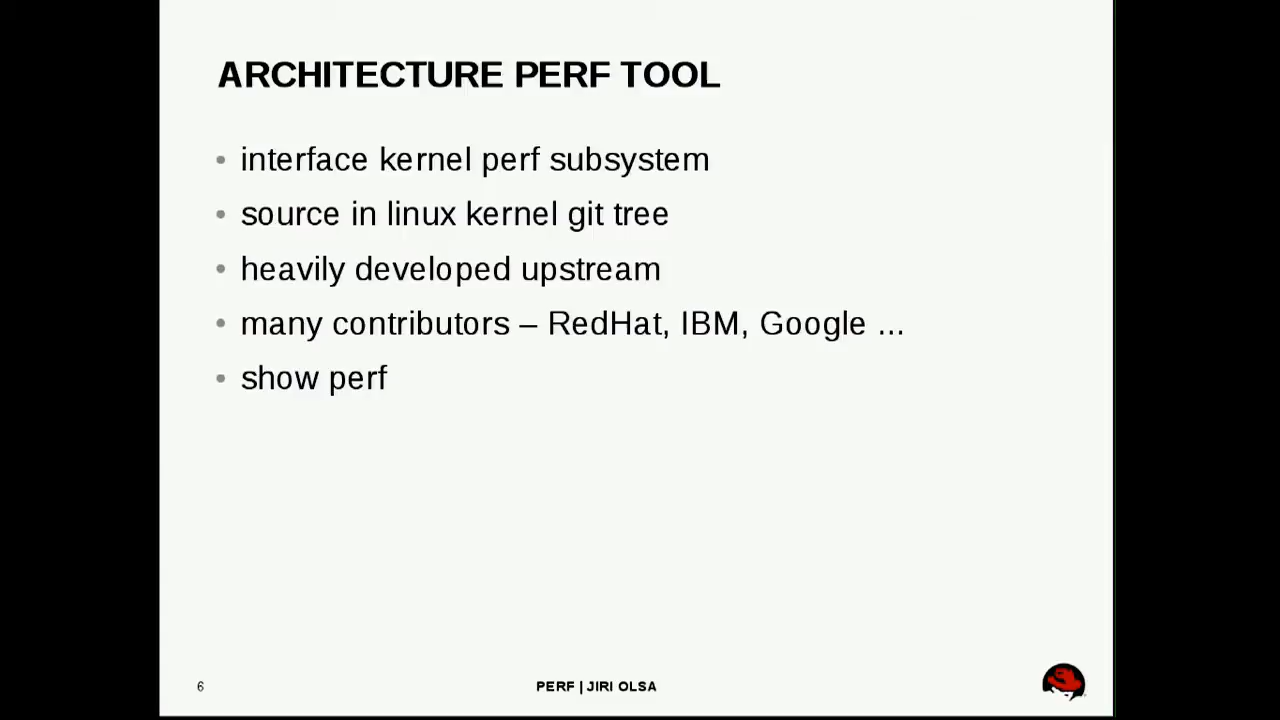 ARCHITECTURE PERF TOOL
• interface kernel perf subsystem
• source in linux kernel git tree
• heavily developed upstream
• many contributors – RedHat, IBM, Google ...
• show perf
6
PERF | JIRI OLSA